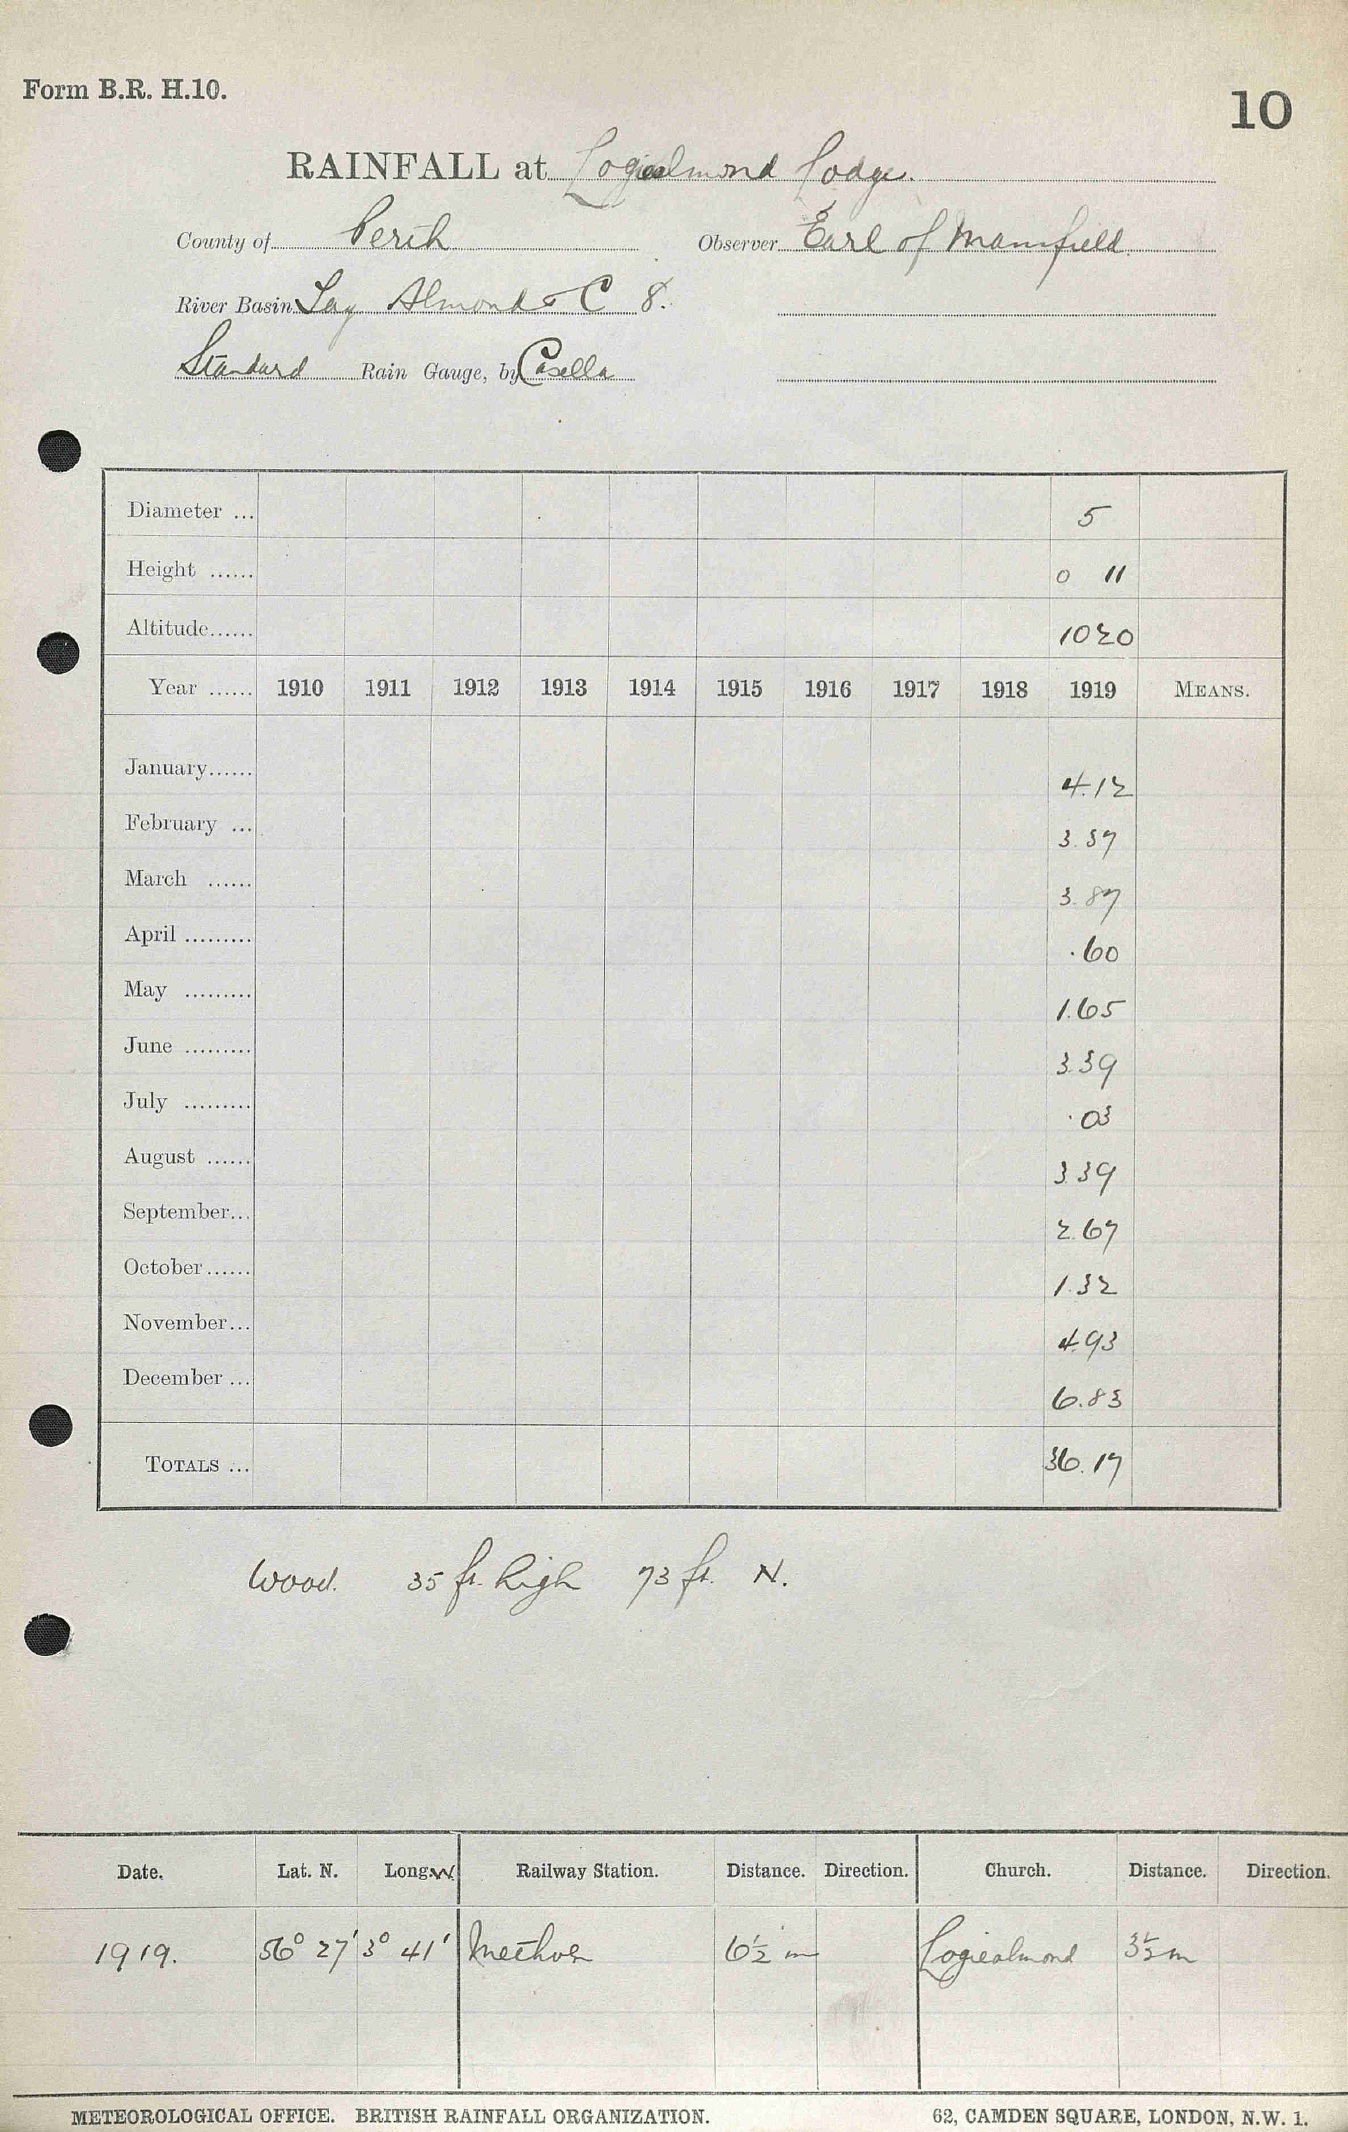 Form B.R. H.10.
10
RAINFALL at Logiealmond Lodge.
County of Perth Observer Earl of Mansfield.
River Basin Tay Almond & C 8.
Standard Rain Gauge, by Casella
Diameter ... 5
Height ...... 0 11
Altitude...... 1020
Year ...... 1910 1911 1912 1913 1914 1915 1916 1917 1918 1919 MEANS.
January...... 4.12
February ... 3.37
March ...... 3.87
April ......... .60
May ......... 1.65
June ......... 3.39
July ......... .03
August ...... 3.39
September... 2.67
October...... 1.32
November... 4.93
December ... 6.83
TOTALS ... 36.17
Wood. 35 ft. high 73 ft. N.
Date. Lat. N. Long. W. Railway Station. Distance. Direction. Church. Distance. Direction.
1919. 56° 27' 3° 41' Methven 6½ m Logiealmond 3½ m
METEOROLOGICAL OFFICE. BRITISH RAINFALL ORGANIZATION. 62, CAMDEN SQUARE, LONDON, N.W. 1.